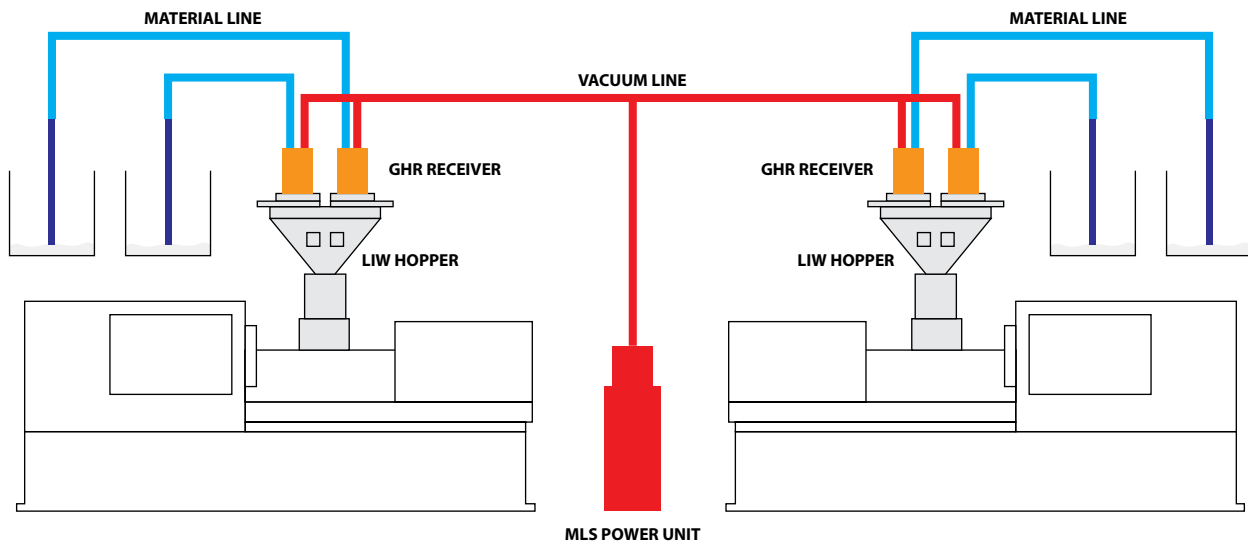 MATERIAL LINE
MATERIAL LINE
VACUUM LINE
GHR RECEIVER
GHR RECEIVER
LIW HOPPER
LIW HOPPER
MLS POWER UNIT